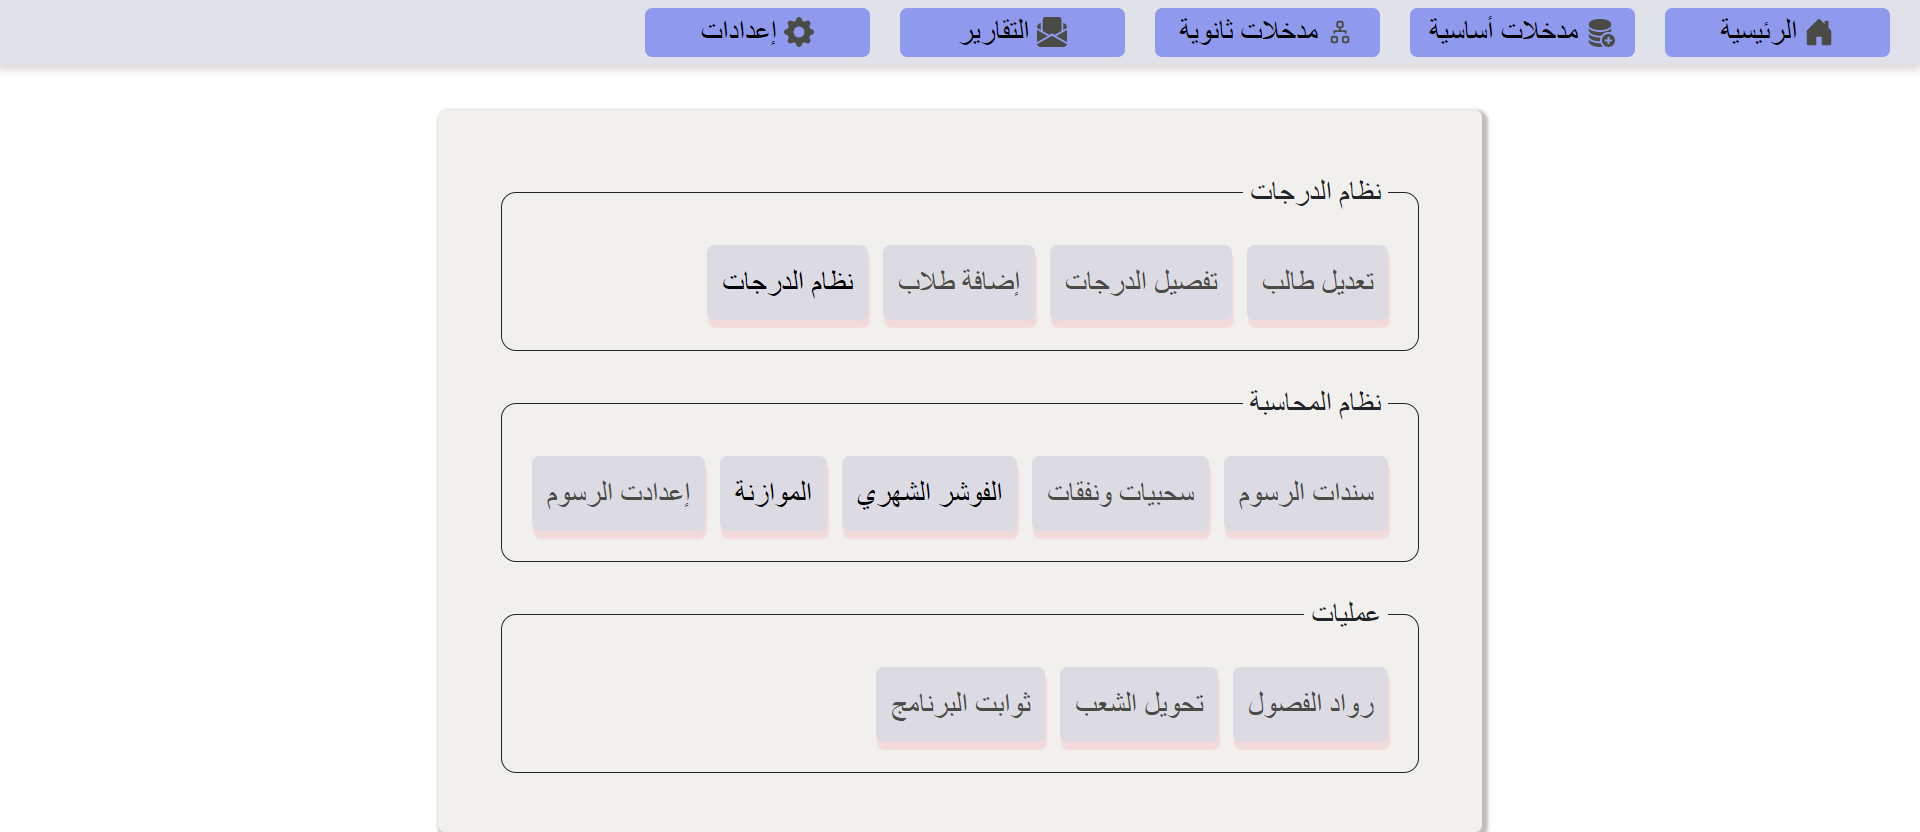 الرئيسية مدخلات أساسية مدخلات ثانوية التقارير إعدادات
نظام الدرجات
تعديل طالب تفصيل الدرجات إضافة طلاب نظام الدرجات
نظام المحاسبة
سندات الرسوم سحبيات ونفقات الفوشر الشهري الموازنة إعدادت الرسوم
عمليات
رواد الفصول تحويل الشعب ثوابت البرنامج